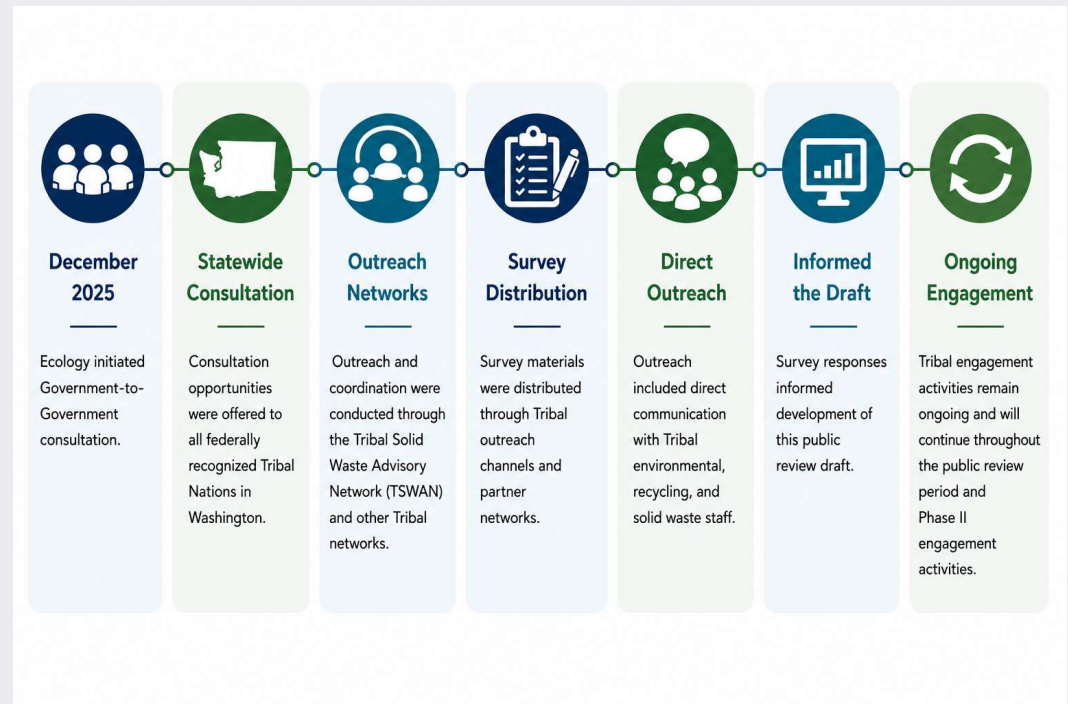 December
2025
Ecology initiated
Government-to-
Government
consultation.
Statewide
Consultation
Consultation
opportunities
were offered to
all federally
recognized Tribal
Nations in
Washington.
Outreach
Networks
Outreach and
coordination were
conducted through
the Tribal Solid
Waste Advisory
Network (TSWAN)
and other Tribal
networks.
Survey
Distribution
Survey materials
were distributed
through Tribal
outreach
channels and
partner
networks.
Direct
Outreach
Outreach
included direct
communication
with Tribal
environmental,
recycling, and
solid waste staff.
Informed
the Draft
Survey responses
informed
development of
this public
review draft.
Ongoing
Engagement
Tribal engagement
activities remain
ongoing and will
continue throughout
the public review
period and
Phase II
engagement
activities.